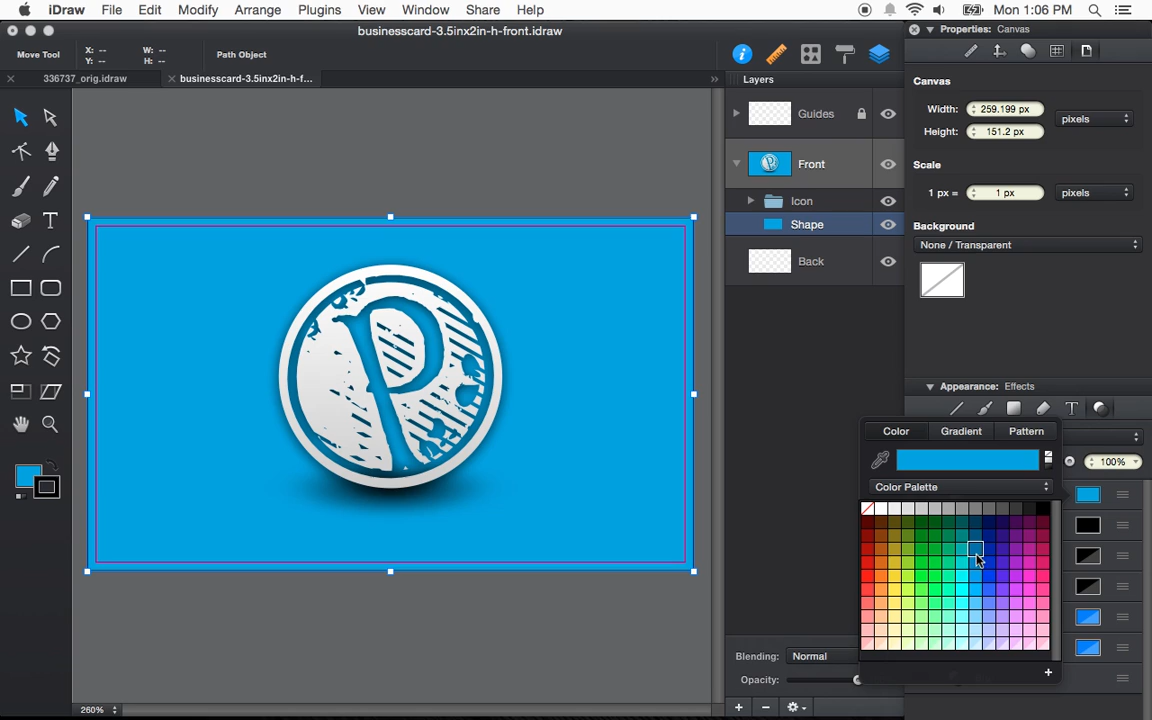 iDraw File Edit Modify Arrange Plugins View Window Share Help Mon 1:06 PM
businesscard-3.5inx2in-h-front.idraw
Properties: Canvas
Move Tool X: -- W: -- Path Object
Y: -- H: --
336737_orig.idraw businesscard-3.5inx2in-h-f... »
Layers
Canvas
Width: 259.199 px pixels
Height: 151.2 px
Guides
Front
Icon
Shape
Back
Scale
1 px = 1 px pixels
Background
None / Transparent
P
Appearance: Effects
T
Color Gradient Pattern
100%
Color Palette
Blending: Normal
Opacity:
260%